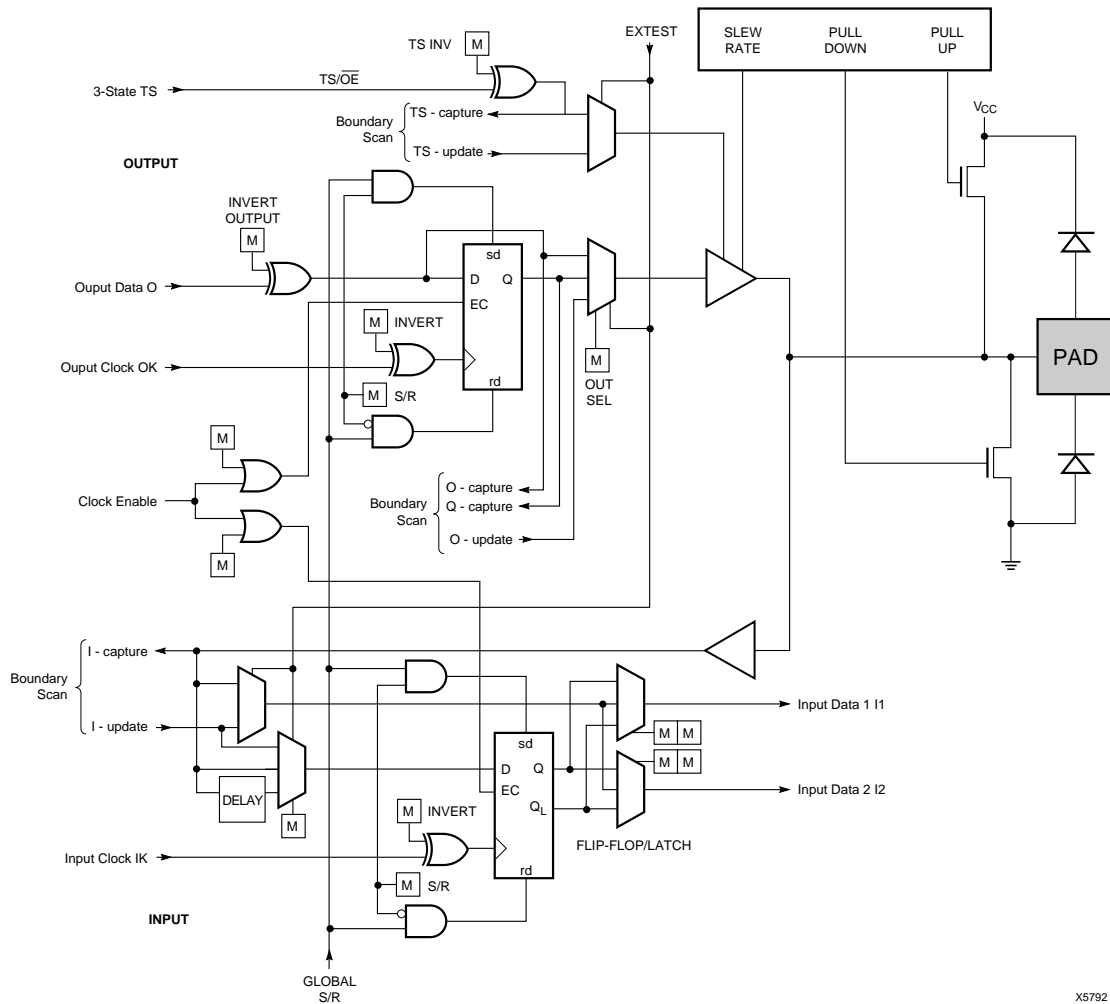 EXTEST
SLEW
RATE
PULL
DOWN
PULL
UP
TS INV
M
TS/OE
3-State TS
TS - capture
Boundary
Scan
TS - update
VCC
OUTPUT
INVERT
OUTPUT
M
sd
D
Q
Ouput Data O
EC
M
INVERT
PAD
Ouput Clock OK
M
rd
OUT
SEL
M
S/R
M
Clock Enable
O - capture
Boundary
Scan
Q - capture
O - update
M
I - capture
Boundary
Scan
I - update
Input Data 1 I1
M
M
sd
M
M
D
Q
Input Data 2 I2
EC
DELAY
QL
M
M
INVERT
FLIP-FLOP/LATCH
Input Clock IK
rd
M
S/R
INPUT
GLOBAL
S/R
X5792